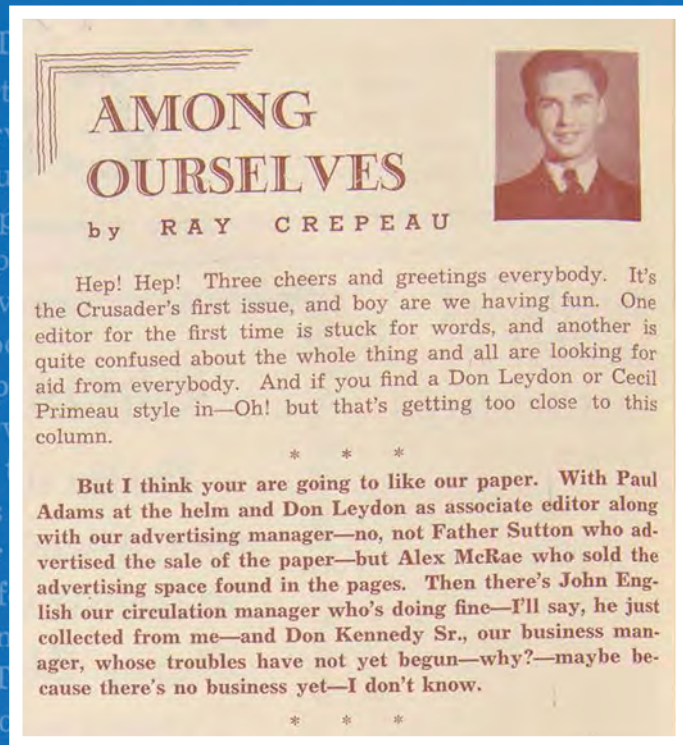 AMONG
OURSELVES
by RAY CREPEAU
Hep! Hep! Three cheers and greetings everybody. It's
the Crusader's first issue, and boy are we having fun. One
editor for the first time is stuck for words, and another is
quite confused about the whole thing and all are looking for
aid from everybody. And if you find a Don Leydon or Cecil
Primeau style in—Oh! but that's getting too close to this
column.
* * *
But I think your are going to like our paper. With Paul
Adams at the helm and Don Leydon as associate editor along
with our advertising manager—no, not Father Sutton who ad-
vertised the sale of the paper—but Alex McRae who sold the
advertising space found in the pages. Then there's John Eng-
lish our circulation manager who's doing fine—I'll say, he just
collected from me—and Don Kennedy Sr., our business man-
ager, whose troubles have not yet begun—why?—maybe be-
cause there's no business yet—I don't know.
* * *